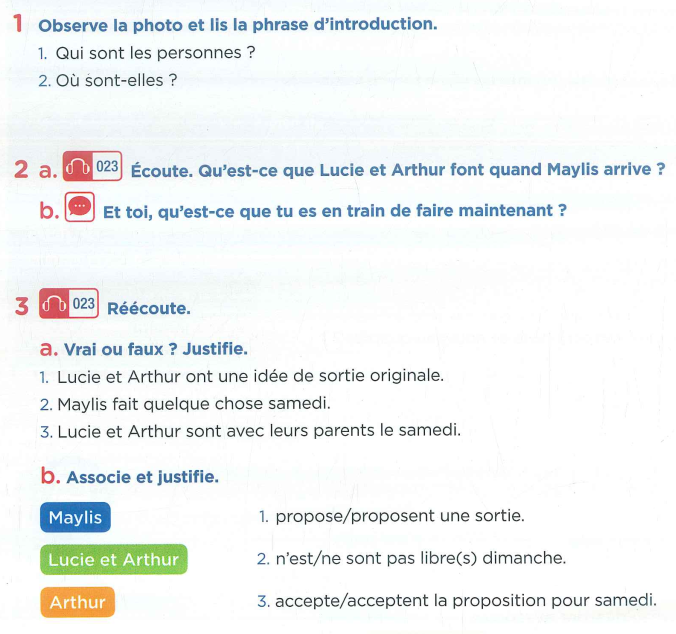 1 Observe la photo et lis la phrase d'introduction.
1. Qui sont les personnes ?
2. Où sont-elles ?
2 a. 023 Écoute. Qu'est-ce que Lucie et Arthur font quand Maylis arrive ?
b. Et toi, qu'est-ce que tu es en train de faire maintenant ?
3 023 Réécoute.
a. Vrai ou faux ? Justifie.
1. Lucie et Arthur ont une idée de sortie originale.
2. Maylis fait quelque chose samedi.
3. Lucie et Arthur sont avec leurs parents le samedi.
b. Associe et justifie.
Maylis 1. propose/proposent une sortie.
Lucie et Arthur 2. n'est/ne sont pas libre(s) dimanche.
Arthur 3. accepte/acceptent la proposition pour samedi.